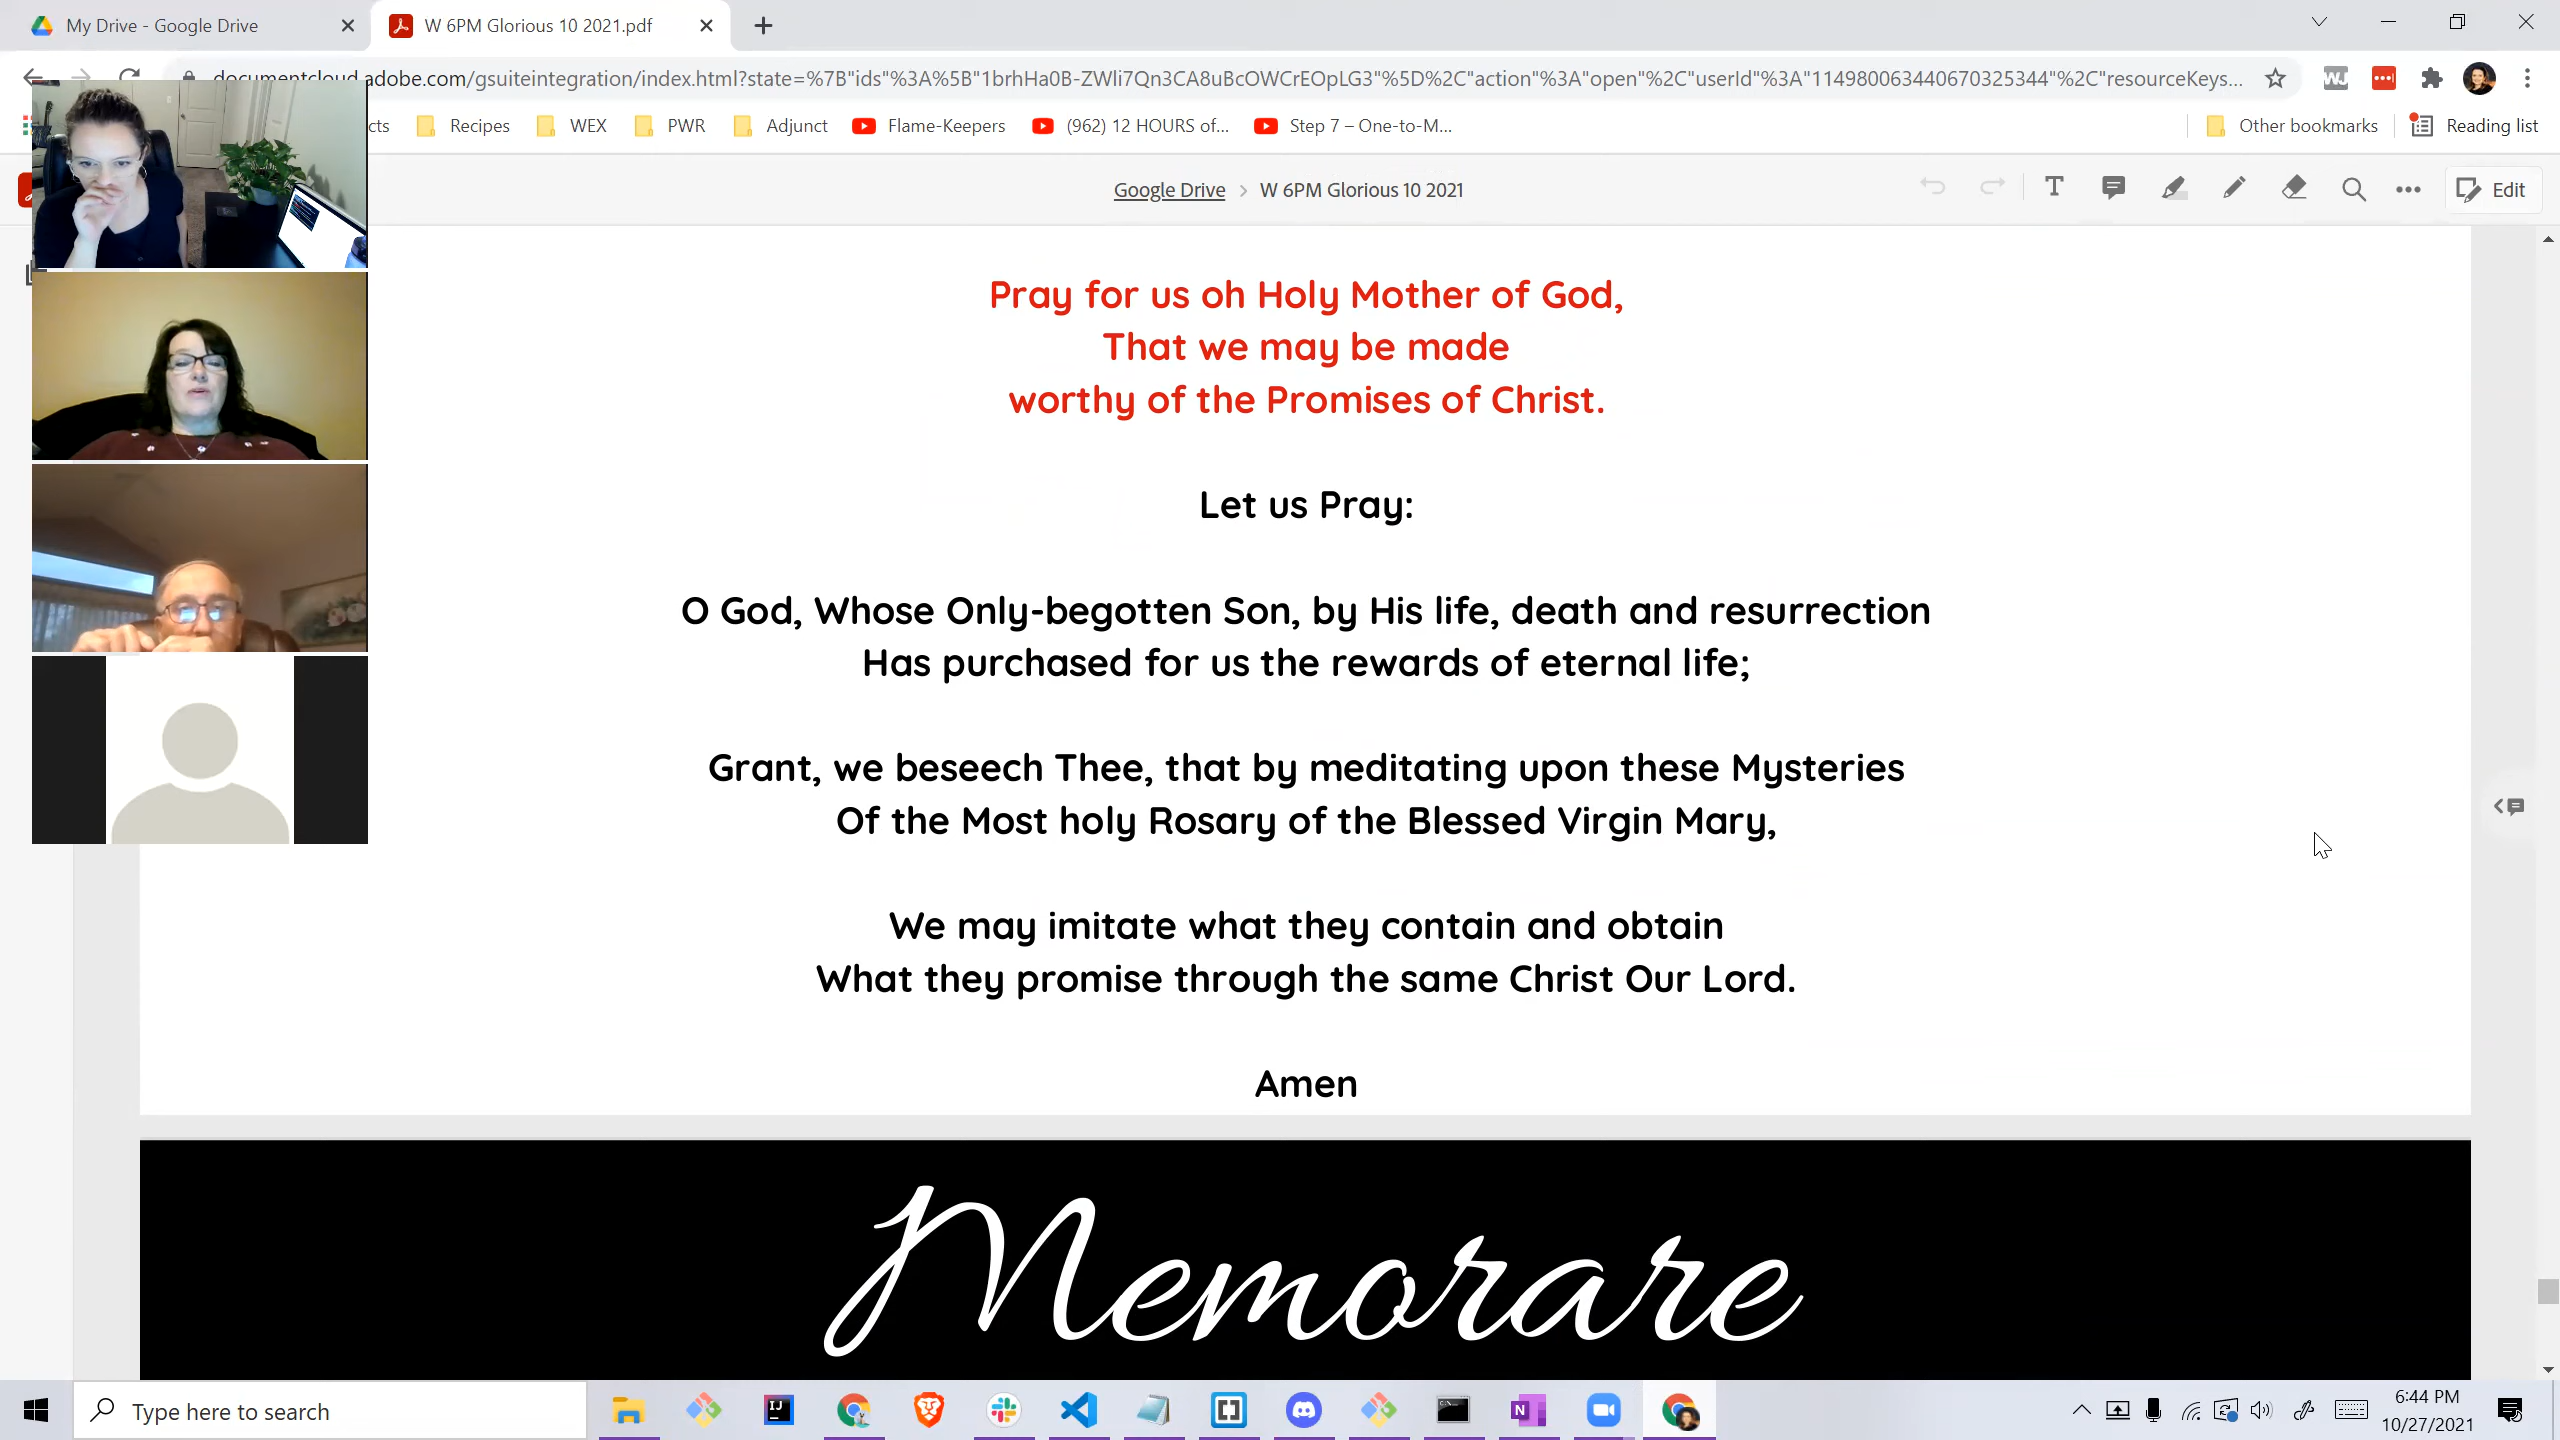 My Drive - Google Drive
W 6PM Glorious 10 2021.pdf
documentcloud.adobe.com/gsuiteintegration/index.html?state=%7B"ids"%3A%5B"1brhHa0B-ZWli7Qn3CA8uBcOWCrEOpLG3"%5D%2C"action"%3A"open"%2C"userId"%3A"114980063440670325344"%2C"resourceKeys...
cts
Recipes
WEX
PWR
Adjunct
Flame-Keepers
(962) 12 HOURS of...
Step 7 – One-to-M...
Other bookmarks
Reading list
Google Drive > W 6PM Glorious 10 2021
Edit
Pray for us oh Holy Mother of God,
That we may be made
worthy of the Promises of Christ.
Let us Pray:
O God, Whose Only-begotten Son, by His life, death and resurrection
Has purchased for us the rewards of eternal life;
Grant, we beseech Thee, that by meditating upon these Mysteries
Of the Most holy Rosary of the Blessed Virgin Mary,
We may imitate what they contain and obtain
What they promise through the same Christ Our Lord.
Amen
Memorare
Type here to search
6:44 PM
10/27/2021